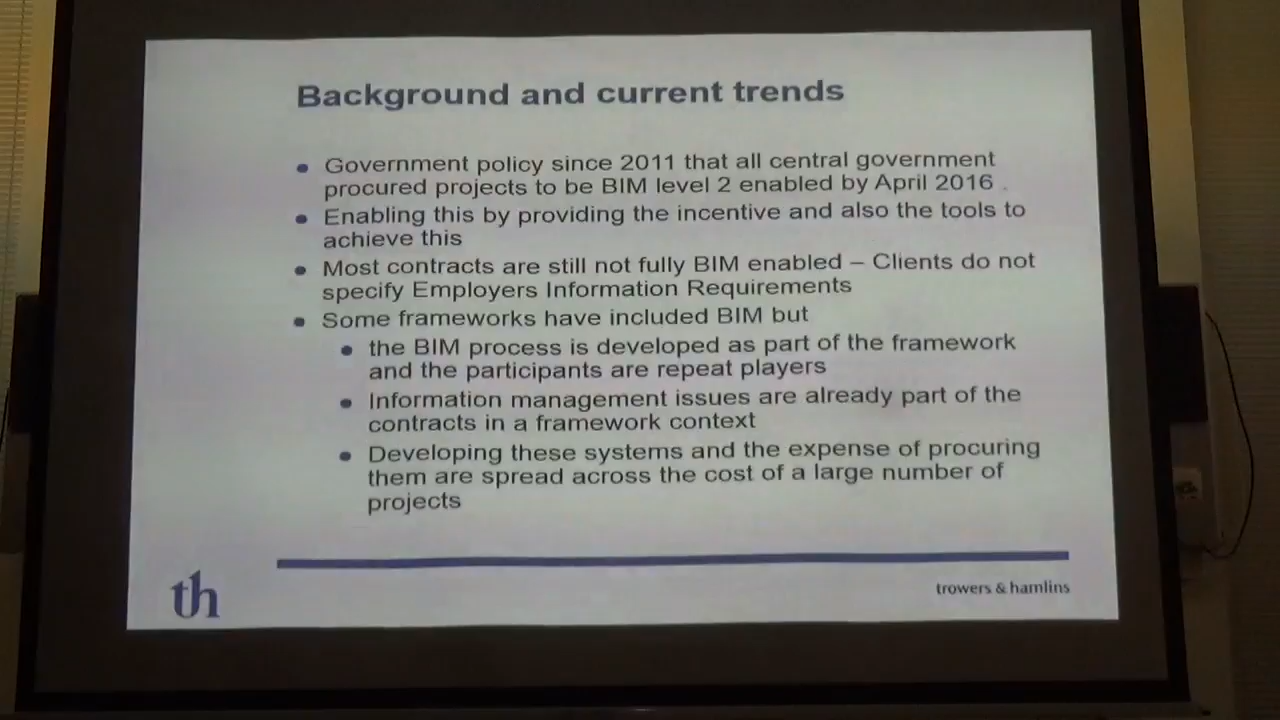 Background and current trends
Government policy since 2011 that all central government
procured projects to be BIM level 2 enabled by April 2016 .
Enabling this by providing the incentive and also the tools to
achieve this
Most contracts are still not fully BIM enabled – Clients do not
specify Employers Information Requirements
Some frameworks have included BIM but
the BIM process is developed as part of the framework
and the participants are repeat players
Information management issues are already part of the
contracts in a framework context
Developing these systems and the expense of procuring
them are spread across the cost of a large number of
projects
th
trowers & hamlins